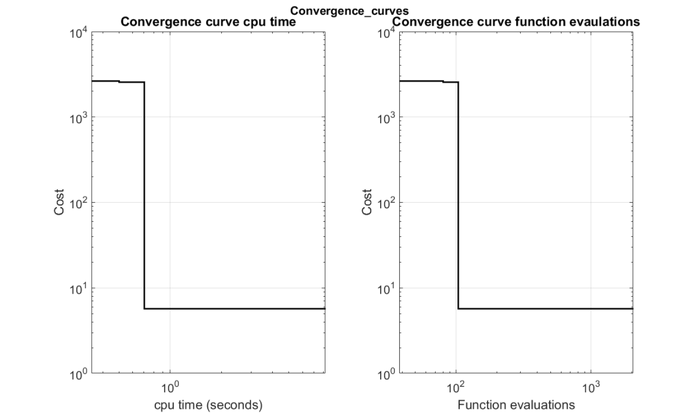 Convergence_curves
Convergence curve cpu time
Convergence curve function evaulations
10^4
10^3
10^2
10^1
10^0
Cost
10^0
cpu time (seconds)
10^4
10^3
10^2
10^1
10^0
Cost
10^2
10^3
Function evaluations